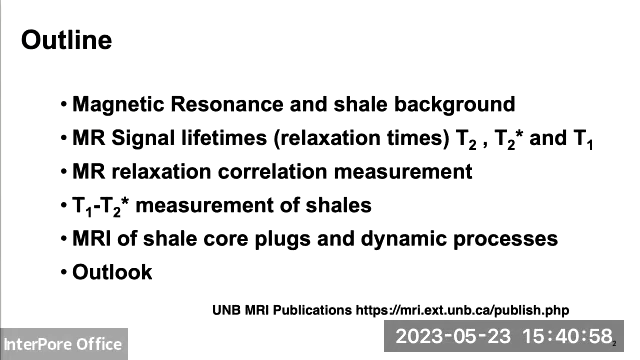 Outline
• Magnetic Resonance and shale background
• MR Signal lifetimes (relaxation times) T₂ , T₂* and T₁
• MR relaxation correlation measurement
• T₁-T₂* measurement of shales
• MRI of shale core plugs and dynamic processes
• Outlook
UNB MRI Publications https://mri.ext.unb.ca/publish.php
InterPore Office
2023-05-23 15:40:58
2